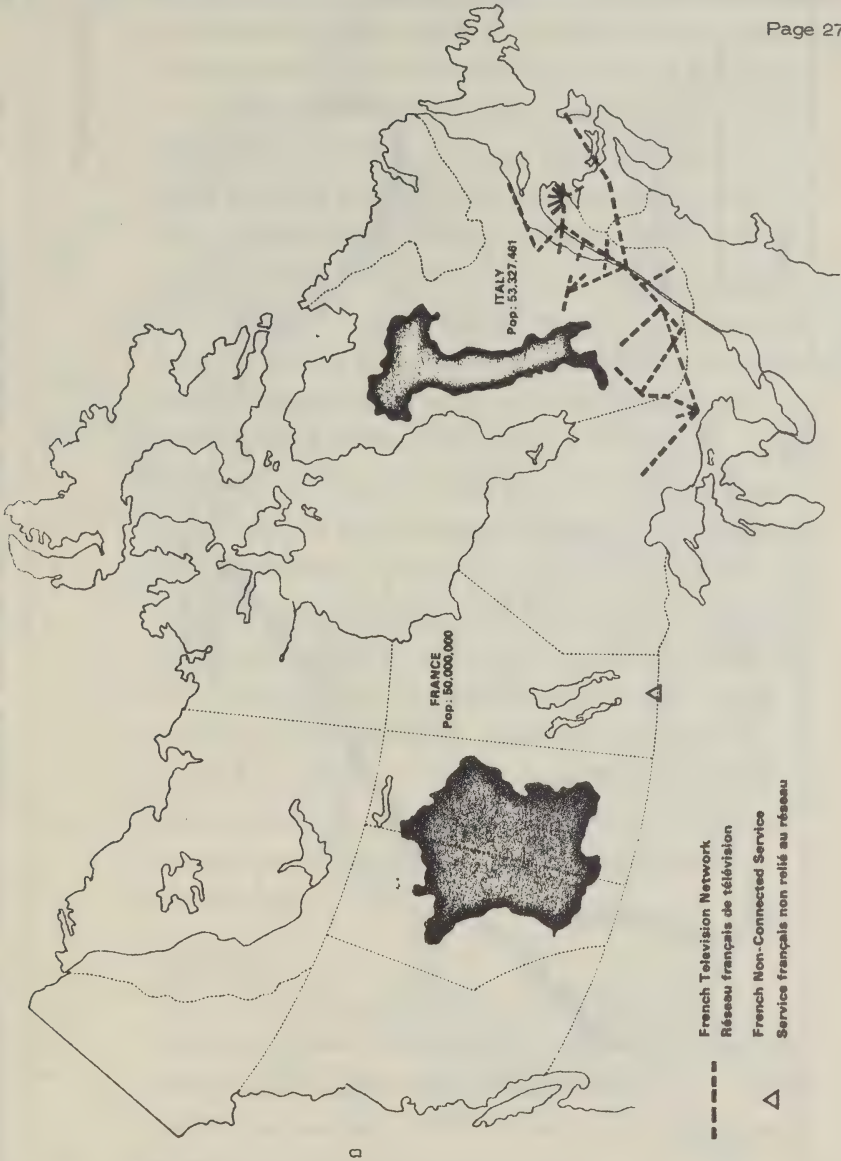 Page 27
ITALY
Pop: 53,327,461
FRANCE
Pop: 50,000,000
French Television Network
Réseau français de télévision
French Non-Connected Service
Service français non relié au réseau